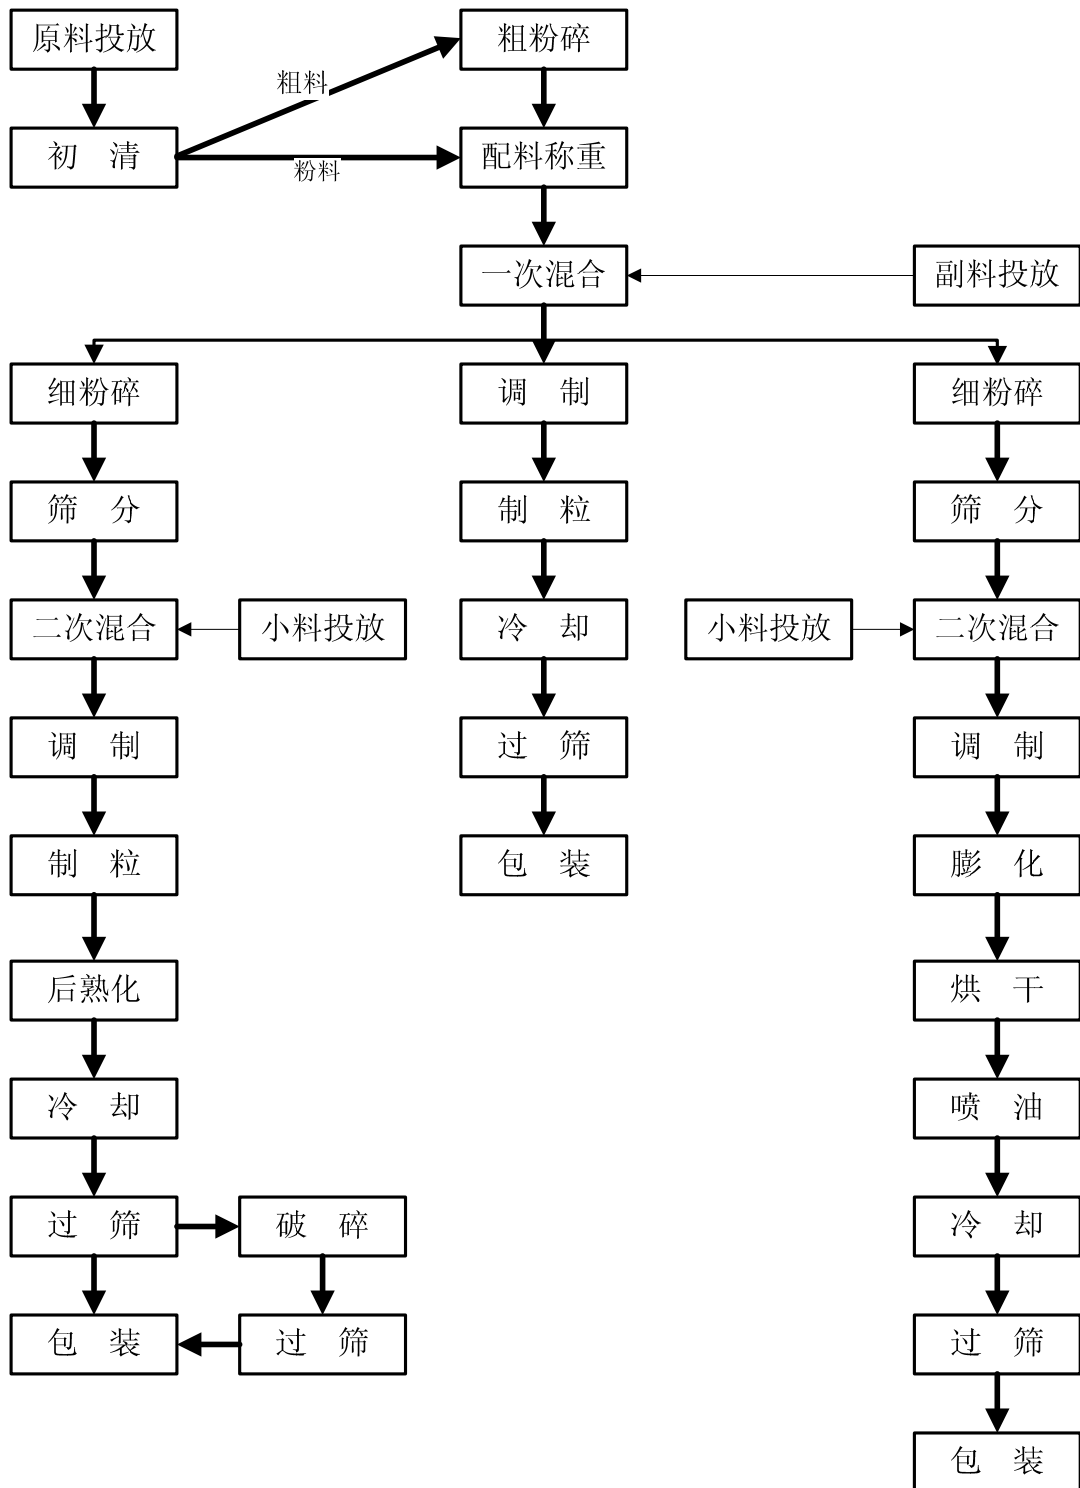 原料投放
粗粉碎
粗料
初 清
配料称重
粉料
一次混合
副料投放
细粉碎
调 制
细粉碎
筛 分
制 粒
筛 分
二次混合
小料投放
冷 却
小料投放
二次混合
调 制
过 筛
调 制
制 粒
包 装
膨 化
后熟化
烘 干
冷 却
喷 油
过 筛
破 碎
冷 却
包 装
过 筛
过 筛
包 装